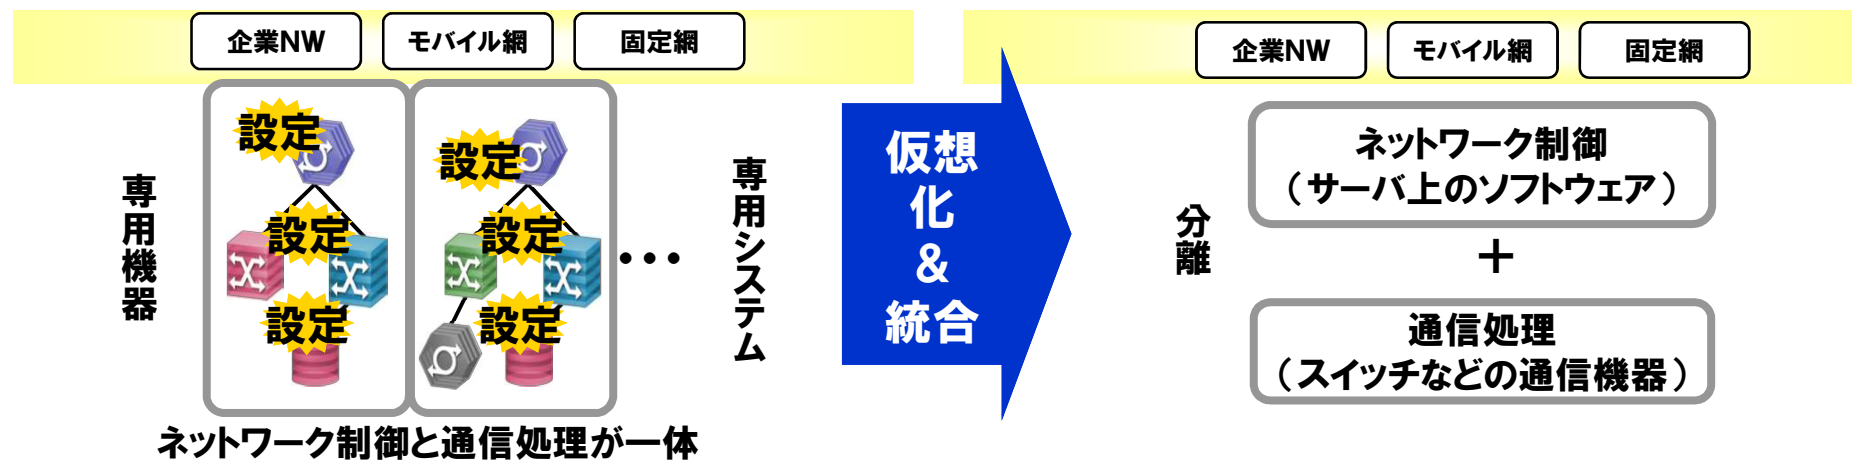 企業NW
モバイル網
固定網
専用機器
設定
設定
設定
設定
設定
設定
・・・
専用システム
ネットワーク制御と通信処理が一体
仮想
化
&
統合
企業NW
モバイル網
固定網
分離
ネットワーク制御
（サーバ上のソフトウェア）
＋
通信処理
（スイッチなどの通信機器）